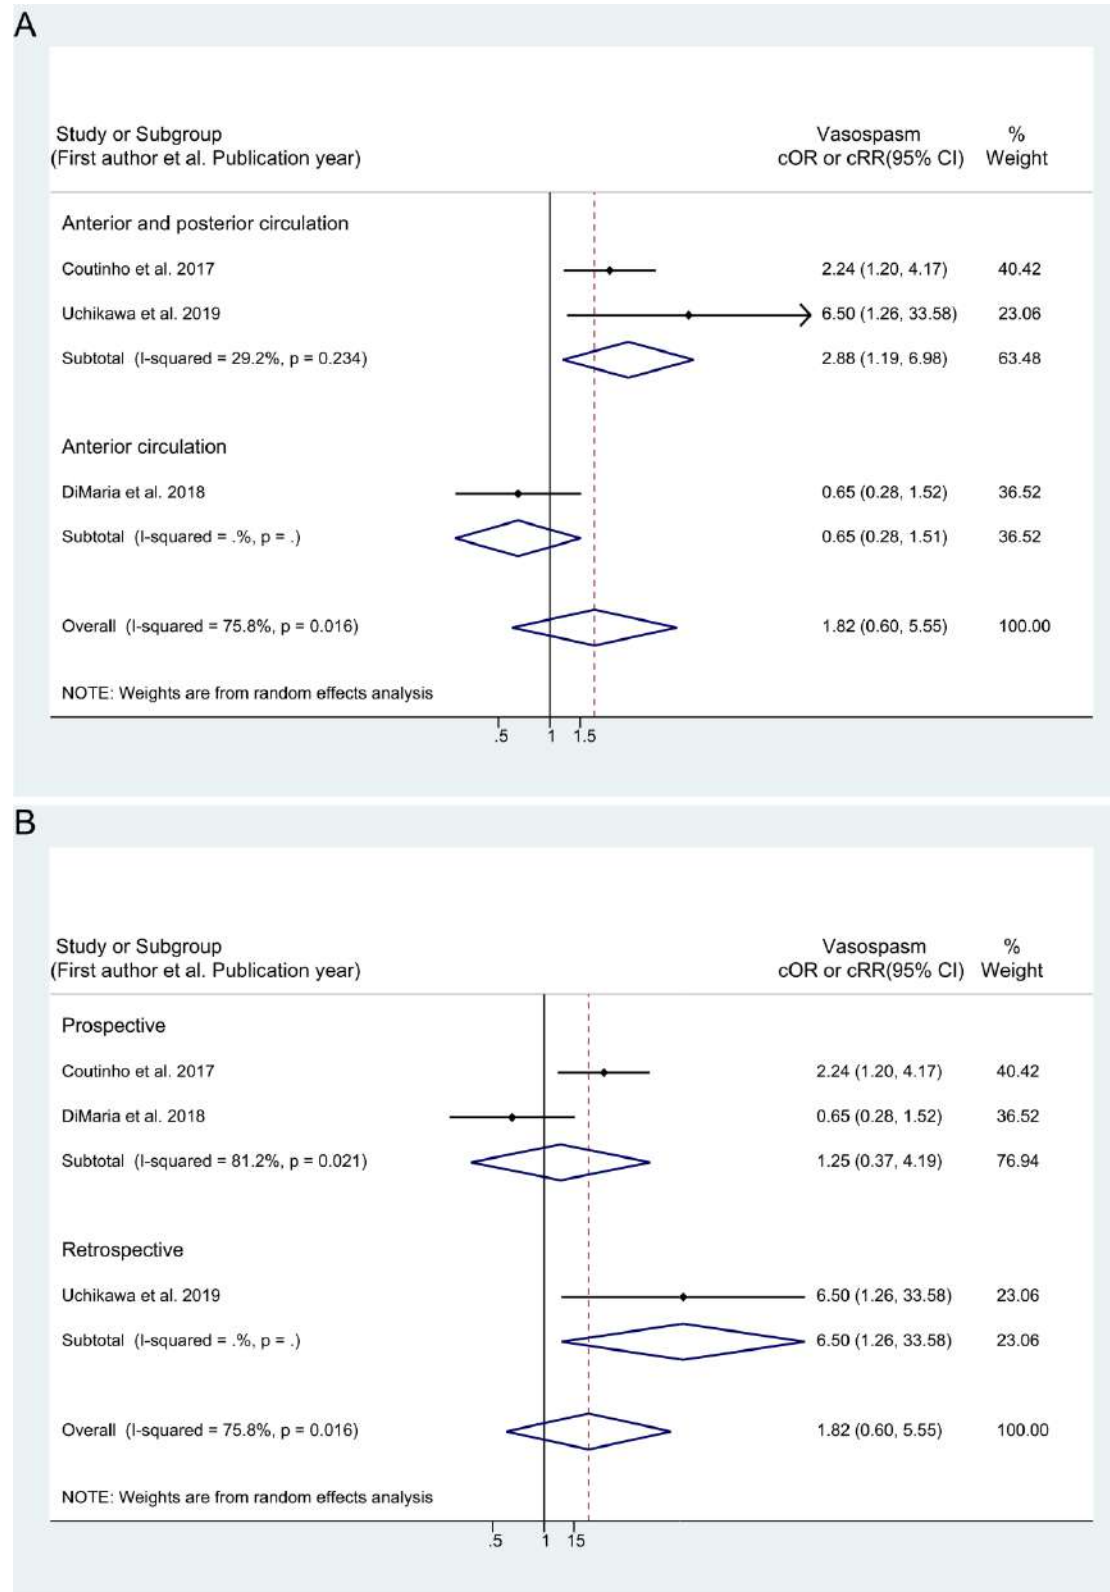 A
Study or Subgroup Vasospasm %
(First author et al. Publication year) cOR or cRR(95% CI) Weight
Anterior and posterior circulation
Coutinho et al. 2017 2.24 (1.20, 4.17) 40.42
Uchikawa et al. 2019 6.50 (1.26, 33.58) 23.06
Subtotal (I-squared = 29.2%, p = 0.234) 2.88 (1.19, 6.98) 63.48
Anterior circulation
DiMaria et al. 2018 0.65 (0.28, 1.52) 36.52
Subtotal (I-squared = .%, p = .) 0.65 (0.28, 1.51) 36.52
Overall (I-squared = 75.8%, p = 0.016) 1.82 (0.60, 5.55) 100.00
NOTE: Weights are from random effects analysis
.5 1 1.5
B
Study or Subgroup Vasospasm %
(First author et al. Publication year) cOR or cRR(95% CI) Weight
Prospective
Coutinho et al. 2017 2.24 (1.20, 4.17) 40.42
DiMaria et al. 2018 0.65 (0.28, 1.52) 36.52
Subtotal (I-squared = 81.2%, p = 0.021) 1.25 (0.37, 4.19) 76.94
Retrospective
Uchikawa et al. 2019 6.50 (1.26, 33.58) 23.06
Subtotal (I-squared = .%, p = .) 6.50 (1.26, 33.58) 23.06
Overall (I-squared = 75.8%, p = 0.016) 1.82 (0.60, 5.55) 100.00
NOTE: Weights are from random effects analysis
.5 1 15